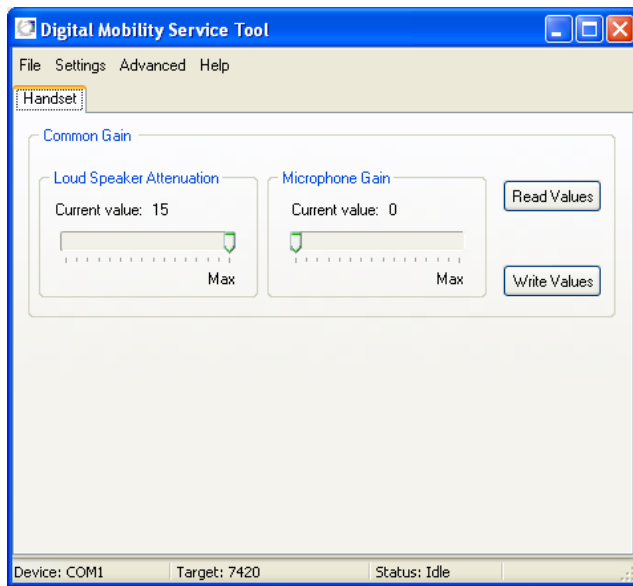 Digital Mobility Service Tool
File Settings Advanced Help
Handset
Common Gain
Loud Speaker Attenuation
Current value: 15
Max
Microphone Gain
Current value: 0
Max
Read Values
Write Values
Device: COM1 Target: 7420 Status: Idle